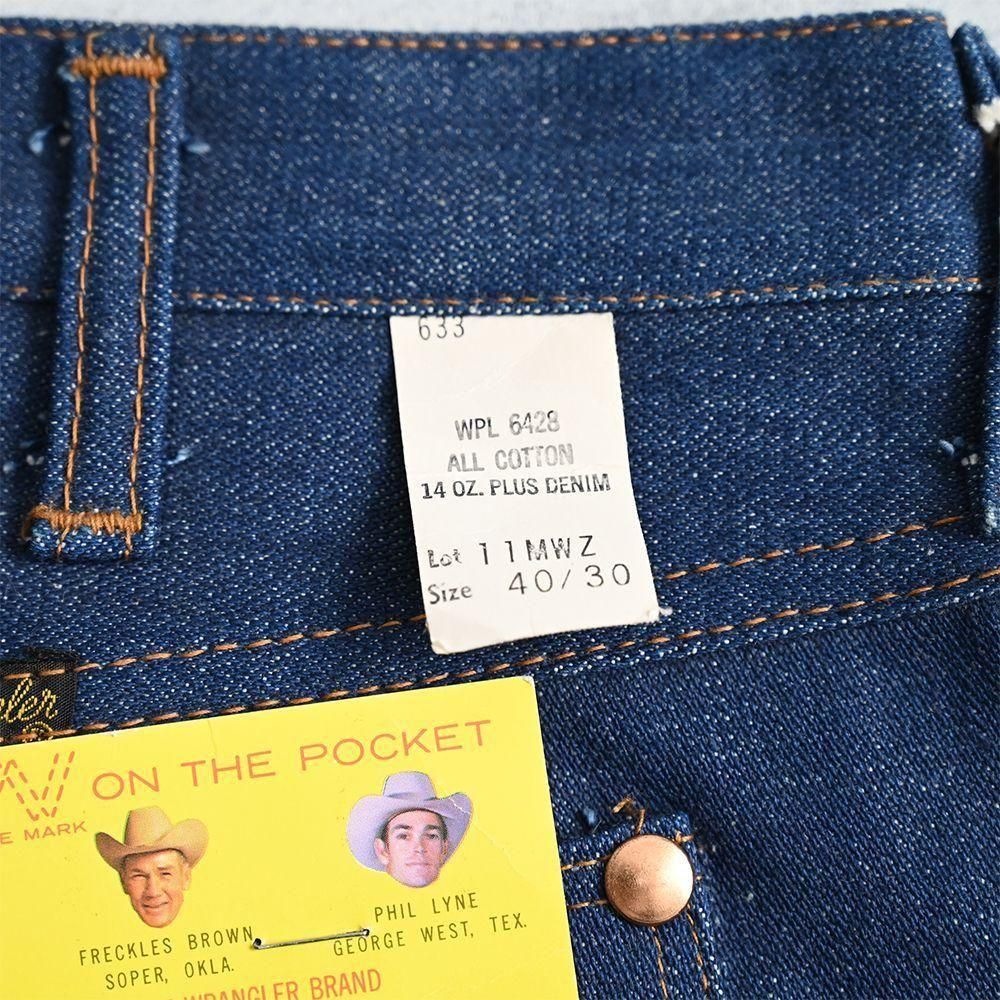 633
WPL 6428
ALL COTTON
14 OZ. PLUS DENIM
Lot 11MWZ
Size 40/30
W ON THE POCKET
E MARK
FRECKLES BROWN
SOPER, OKLA.
PHIL LYNE
GEORGE WEST, TEX.
WRANGLER BRAND